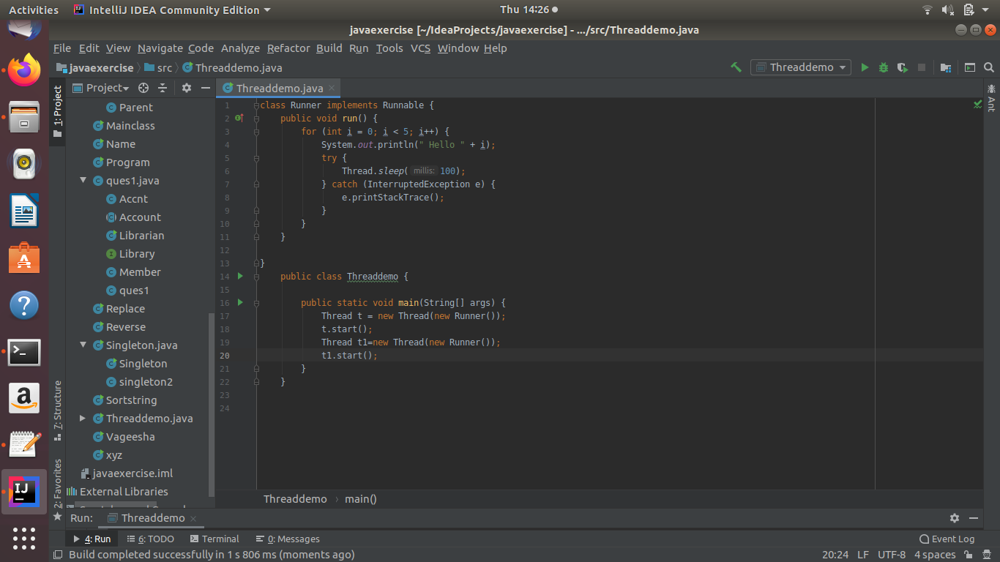 Activities IntelliJ IDEA Community Edition Thu 14:26
javaexercise [~/IdeaProjects/javaexercise] - .../src/Threaddemo.java
File Edit View Navigate Code Analyze Refactor Build Run Tools VCS Window Help
javaexercise src Threaddemo.java Threaddemo
1: Project
7: Structure
2: Favorites
Project
Parent
Mainclass
Name
Program
ques1.java
Accnt
Account
Librarian
Library
Member
ques1
Replace
Reverse
Singleton.java
Singleton
singleton2
Sortstring
Threaddemo.java
Vageesha
xyz
javaexercise.iml
External Libraries
Threaddemo.java
1 class Runner implements Runnable {
2 public void run() {
3 for (int i = 0; i < 5; i++) {
4 System.out.println(" Hello " + i);
5 try {
6 Thread.sleep( millis: 100);
7 } catch (InterruptedException e) {
8 e.printStackTrace();
9 }
10 }
11 }
12
13 }
14 public class Threaddemo {
15
16 public static void main(String[] args) {
17 Thread t = new Thread(new Runner());
18 t.start();
19 Thread t1=new Thread(new Runner());
20 t1.start();
21 }
22 }
23
24
Ant
Threaddemo › main()
Run: Threaddemo
4: Run 6: TODO Terminal 0: Messages Event Log
Build completed successfully in 1 s 806 ms (moments ago) 20:24 LF UTF-8 4 spaces